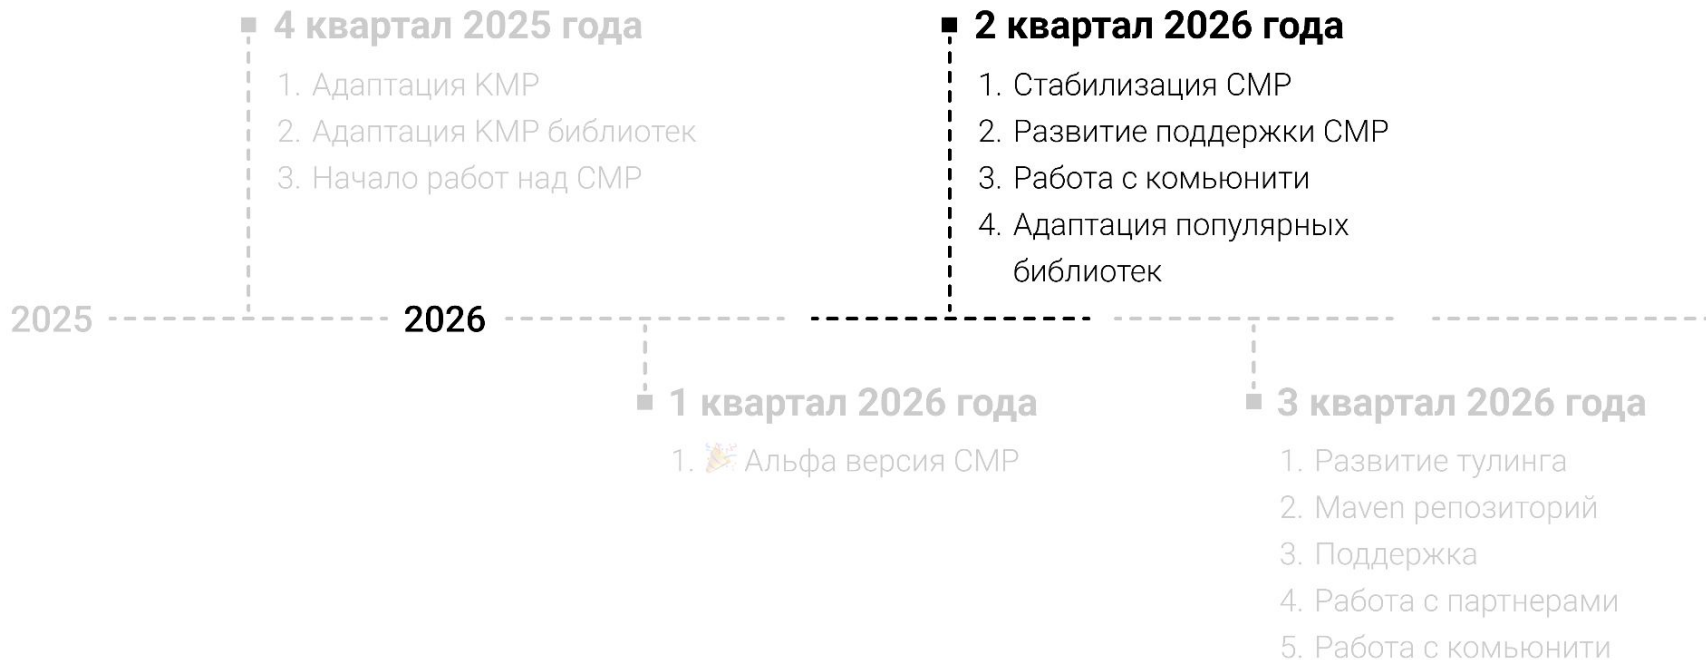 4 квартал 2025 года
1. Адаптация KMP
2. Адаптация KMP библиотек
3. Начало работ над CMP
2 квартал 2026 года
1. Стабилизация CMP
2. Развитие поддержки CMP
3. Работа с комьюнити
4. Адаптация популярных
библиотек
2025
2026
1 квартал 2026 года
1. 🎉 Альфа версия CMP
3 квартал 2026 года
1. Развитие тулинга
2. Maven репозиторий
3. Поддержка
4. Работа с партнерами
5. Работа с комьюнити